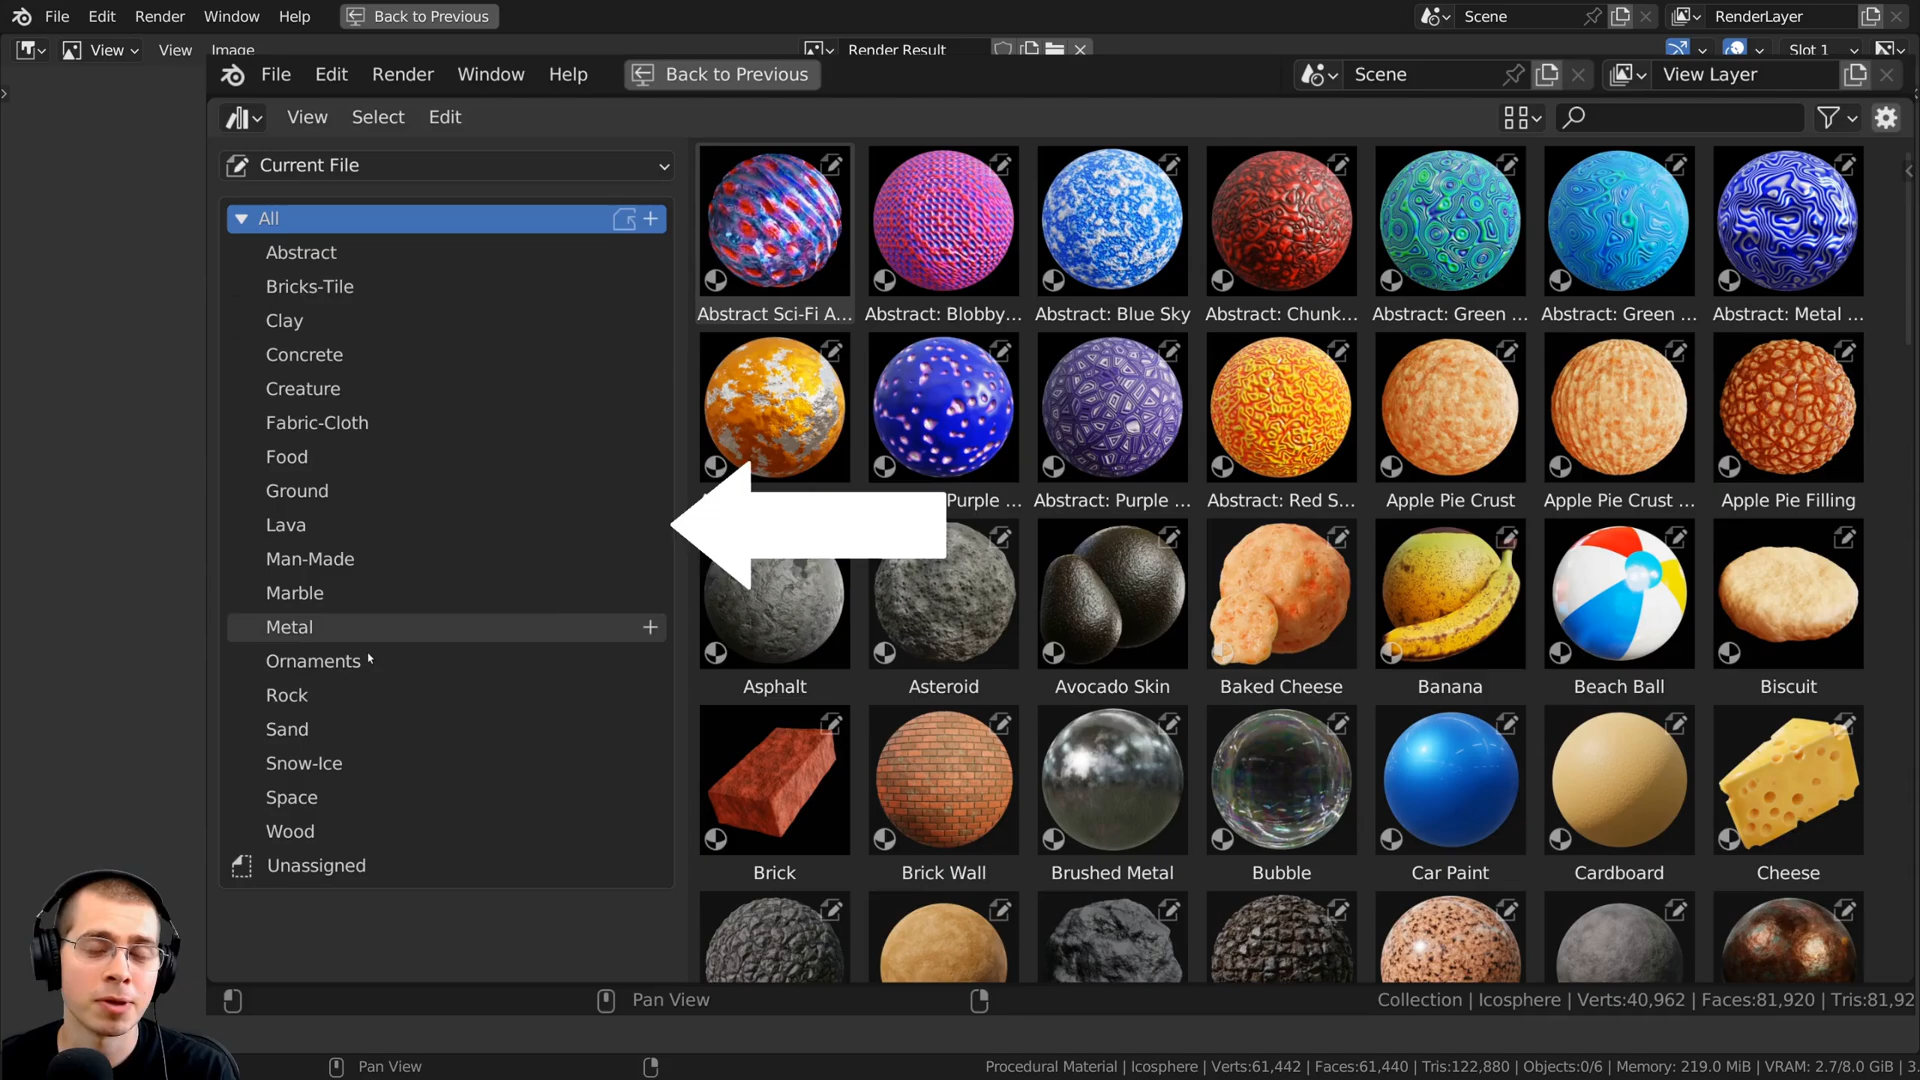 File Edit Render Window Help Back to Previous Scene RenderLayer
View View Image Render Result Slot 1
File Edit Render Window Help Back to Previous Scene View Layer
View Select Edit
Current File
All
Abstract
Bricks-Tile
Clay
Concrete
Creature
Fabric-Cloth
Food
Ground
Lava
Man-Made
Marble
Metal
Ornaments
Rock
Sand
Snow-Ice
Space
Wood
Unassigned
Abstract Sci-Fi A... Abstract: Blobby... Abstract: Blue Sky Abstract: Chunk... Abstract: Green ... Abstract: Green ... Abstract: Metal ...
Purple ... Abstract: Purple ... Abstract: Red S... Apple Pie Crust Apple Pie Crust ... Apple Pie Filling
Asphalt Asteroid Avocado Skin Baked Cheese Banana Beach Ball Biscuit
Brick Brick Wall Brushed Metal Bubble Car Paint Cardboard Cheese
Pan View Collection | Icosphere | Verts:40,962 | Faces:81,920 | Tris:81,92
Pan View Procedural Material | Icosphere | Verts:61,442 | Faces:61,440 | Tris:122,880 | Objects:0/6 | Memory: 219.0 MiB | VRAM: 2.7/8.0 GiB | 3.